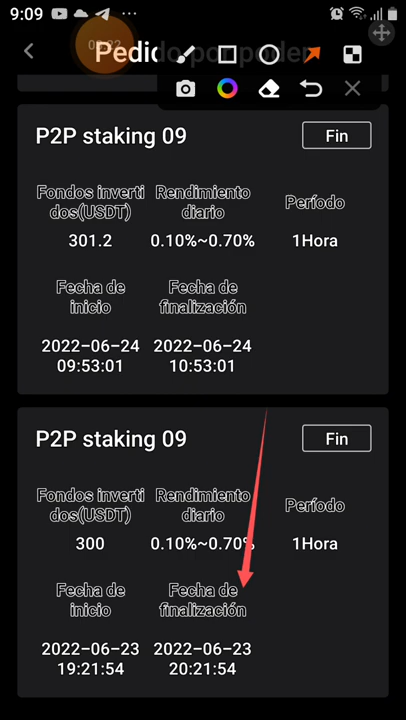 9:09
Pedido por poder
P2P staking 09
Fin
Fondos inverti
dos(USDT)
Rendimiento
diario
Período
301.2
0.10%~0.70%
1Hora
Fecha de
inicio
Fecha de
finalización
2022-06-24
09:53:01
2022-06-24
10:53:01
P2P staking 09
Fin
Fondos inverti
dos(USDT)
Rendimiento
diario
Período
300
0.10%~0.70%
1Hora
Fecha de
inicio
Fecha de
finalización
2022-06-23
19:21:54
2022-06-23
20:21:54